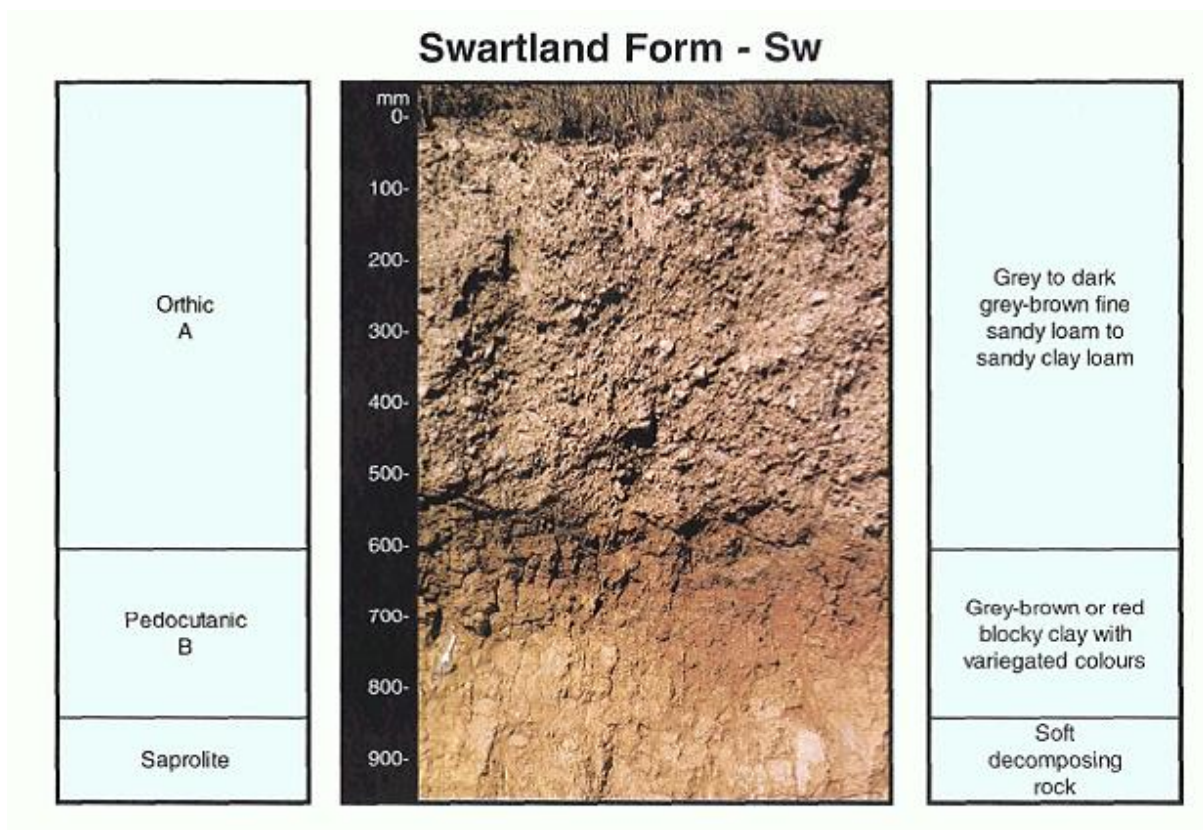 Swartland Form - Sw
Orthic
A
Pedocutanic
B
Saprolite
mm
0-
100-
200-
300-
400-
500-
600-
700-
800-
900-
Grey to dark
grey-brown fine
sandy loam to
sandy clay loam
Grey-brown or red
blocky clay with
variegated colours
Soft
decomposing
rock